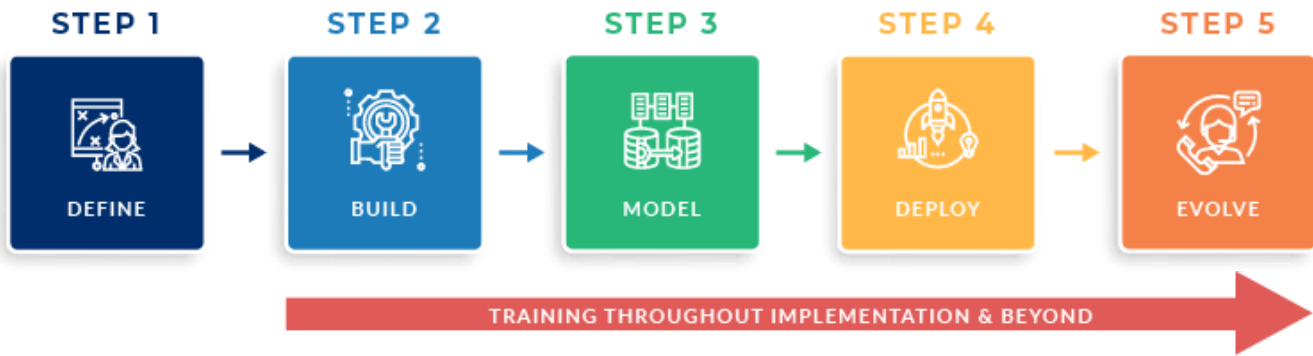 STEP 1
STEP 2
STEP 3
STEP 4
STEP 5
DEFINE
BUILD
MODEL
DEPLOY
EVOLVE
TRAINING THROUGHOUT IMPLEMENTATION & BEYOND